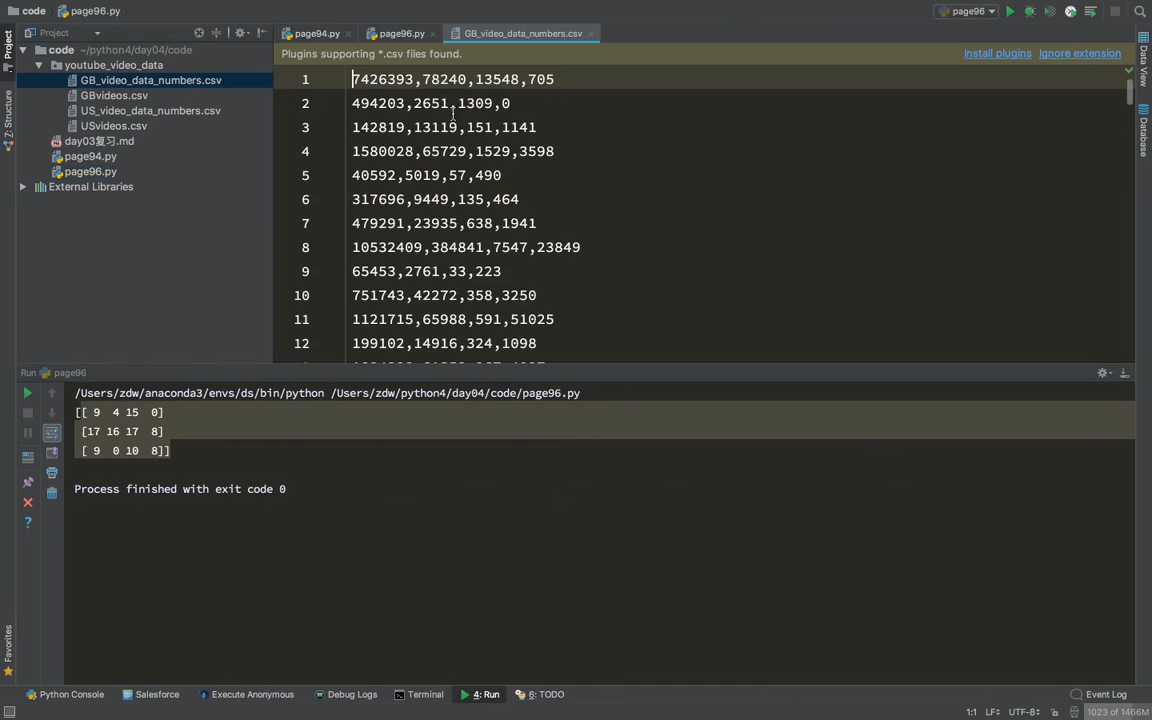 code page96.py page96
Project page94.py page96.py GB_video_data_numbers.csv
code ~/python4/day04/code Plugins supporting *.csv files found. Install plugins Ignore extension
youtube_video_data
GB_video_data_numbers.csv
GBvideos.csv
US_video_data_numbers.csv
USvideos.csv
day03复习.md
page94.py
page96.py
External Libraries
1 7426393,78240,13548,705
2 494203,2651,1309,0
3 142819,13119,151,1141
4 1580028,65729,1529,3598
5 40592,5019,57,490
6 317696,9449,135,464
7 479291,23935,638,1941
8 10532409,384841,7547,23849
9 65453,2761,33,223
10 751743,42272,358,3250
11 1121715,65988,591,51025
12 199102,14916,324,1098
Project
7: Structure
Favorites
Data View
Database
Run page96
/Users/zdw/anaconda3/envs/ds/bin/python /Users/zdw/python4/day04/code/page96.py
[[ 9 4 15 0]
[17 16 17 8]
[ 9 0 10 8]]
Process finished with exit code 0
Python Console Salesforce Execute Anonymous Debug Logs Terminal 4: Run 6: TODO Event Log
1:1 LF÷ UTF-8÷ 1023 of 1466M